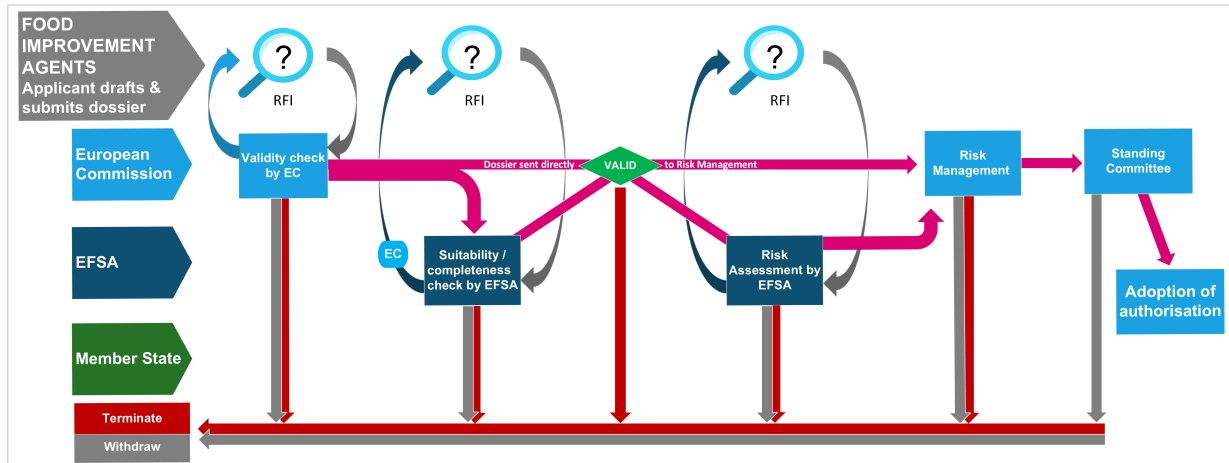 FOOD
IMPROVEMENT
AGENTS
Applicant drafts &
submits dossier
?
RFI
?
RFI
?
RFI
European
Commission
Validity check
by EC
Dossier sent directly
VALID
to Risk Management
Risk
Management
Standing
Committee
EFSA
EC
Suitability /
completeness
check by EFSA
Risk
Assessment by
EFSA
Adoption of
authorisation
Member State
Terminate
Withdraw